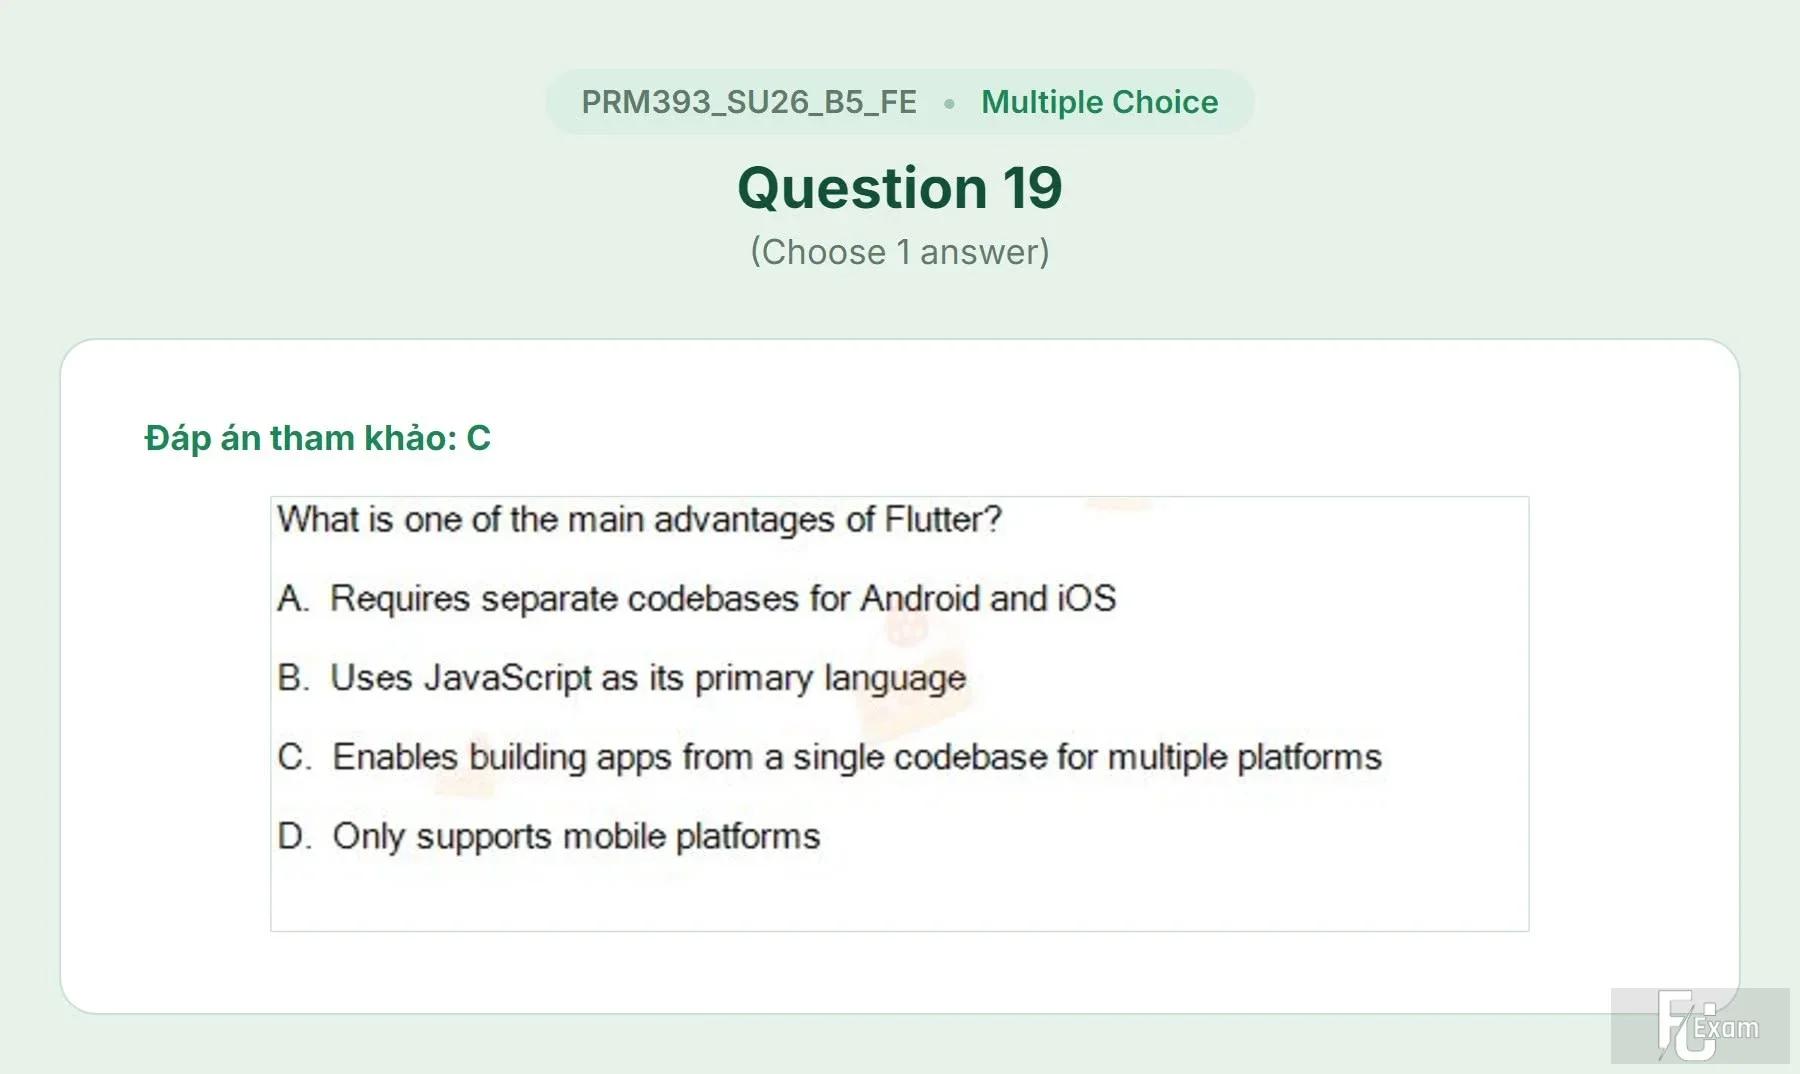 PRM393_SU26_B5_FE • Multiple Choice
Question 19
(Choose 1 answer)
Đáp án tham khảo: C
What is one of the main advantages of Flutter?
A. Requires separate codebases for Android and iOS
B. Uses JavaScript as its primary language
C. Enables building apps from a single codebase for multiple platforms
D. Only supports mobile platforms
FU Exam